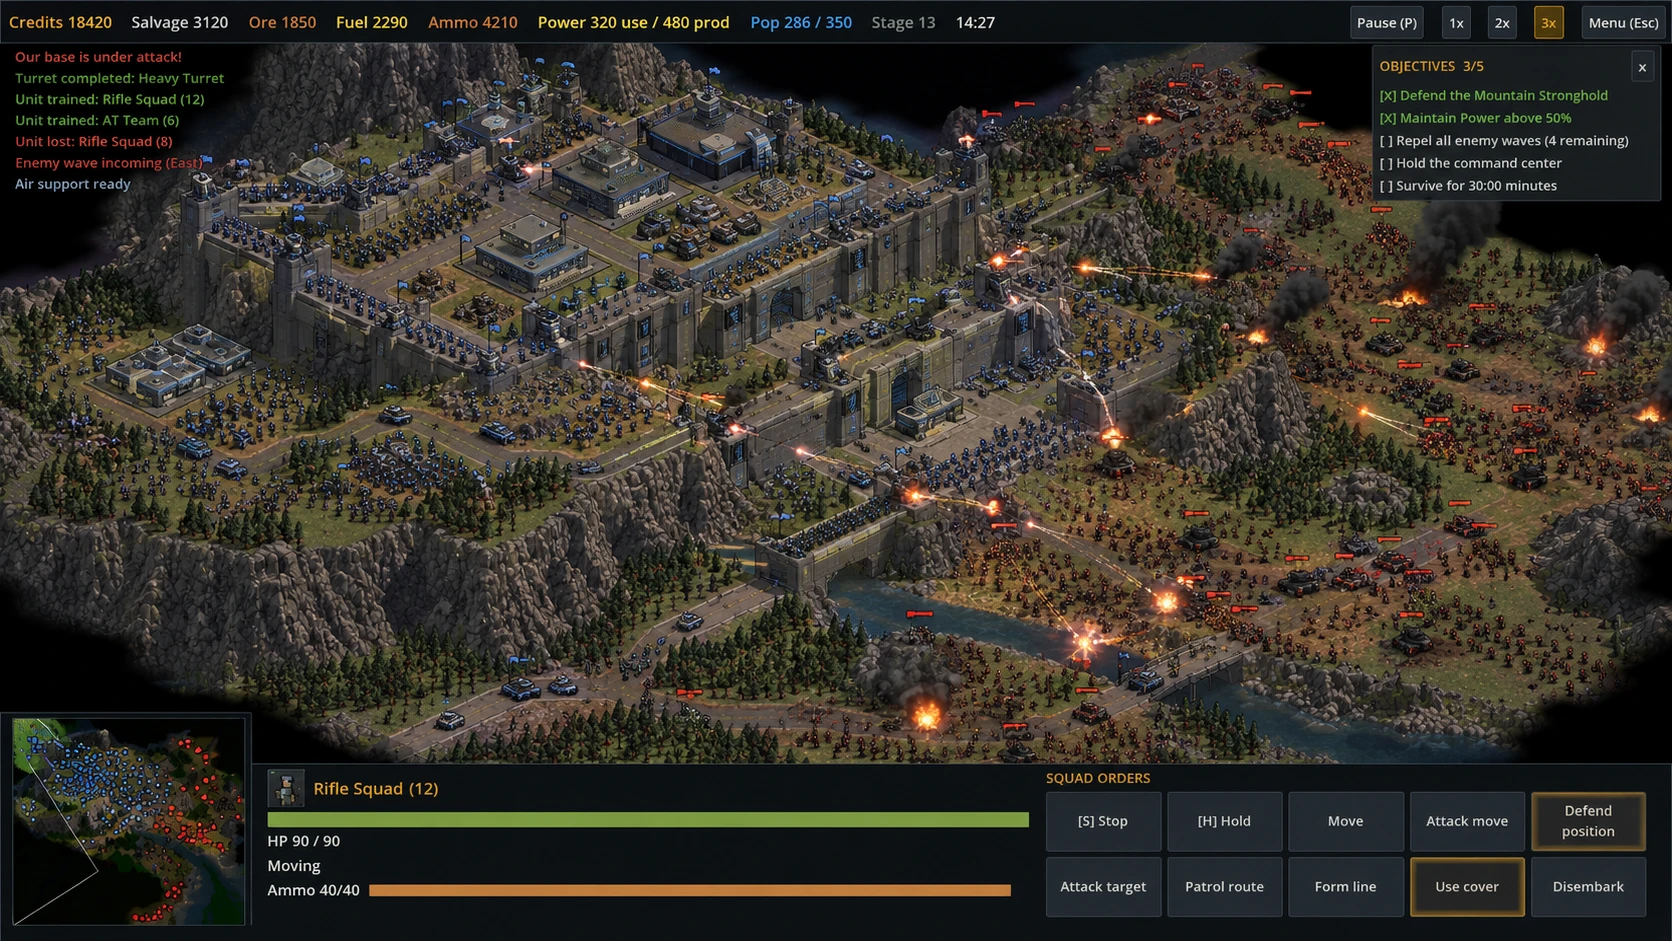 Credits 18420 Salvage 3120 Ore 1850 Fuel 2290 Ammo 4210 Power 320 use / 480 prod Pop 286 / 350 Stage 13 14:27 Pause (P) 1x 2x 3x Menu (Esc)
Our base is under attack!
Turret completed: Heavy Turret
Unit trained: Rifle Squad (12)
Unit trained: AT Team (6)
Unit lost: Rifle Squad (8)
Enemy wave incoming (East)
Air support ready
OBJECTIVES 3/5 x
[X] Defend the Mountain Stronghold
[X] Maintain Power above 50%
[ ] Repel all enemy waves (4 remaining)
[ ] Hold the command center
[ ] Survive for 30:00 minutes
Rifle Squad (12)
HP 90 / 90
Moving
Ammo 40/40
SQUAD ORDERS
[S] Stop
[H] Hold
Move
Attack move
Defend
position
Attack target
Patrol route
Form line
Use cover
Disembark